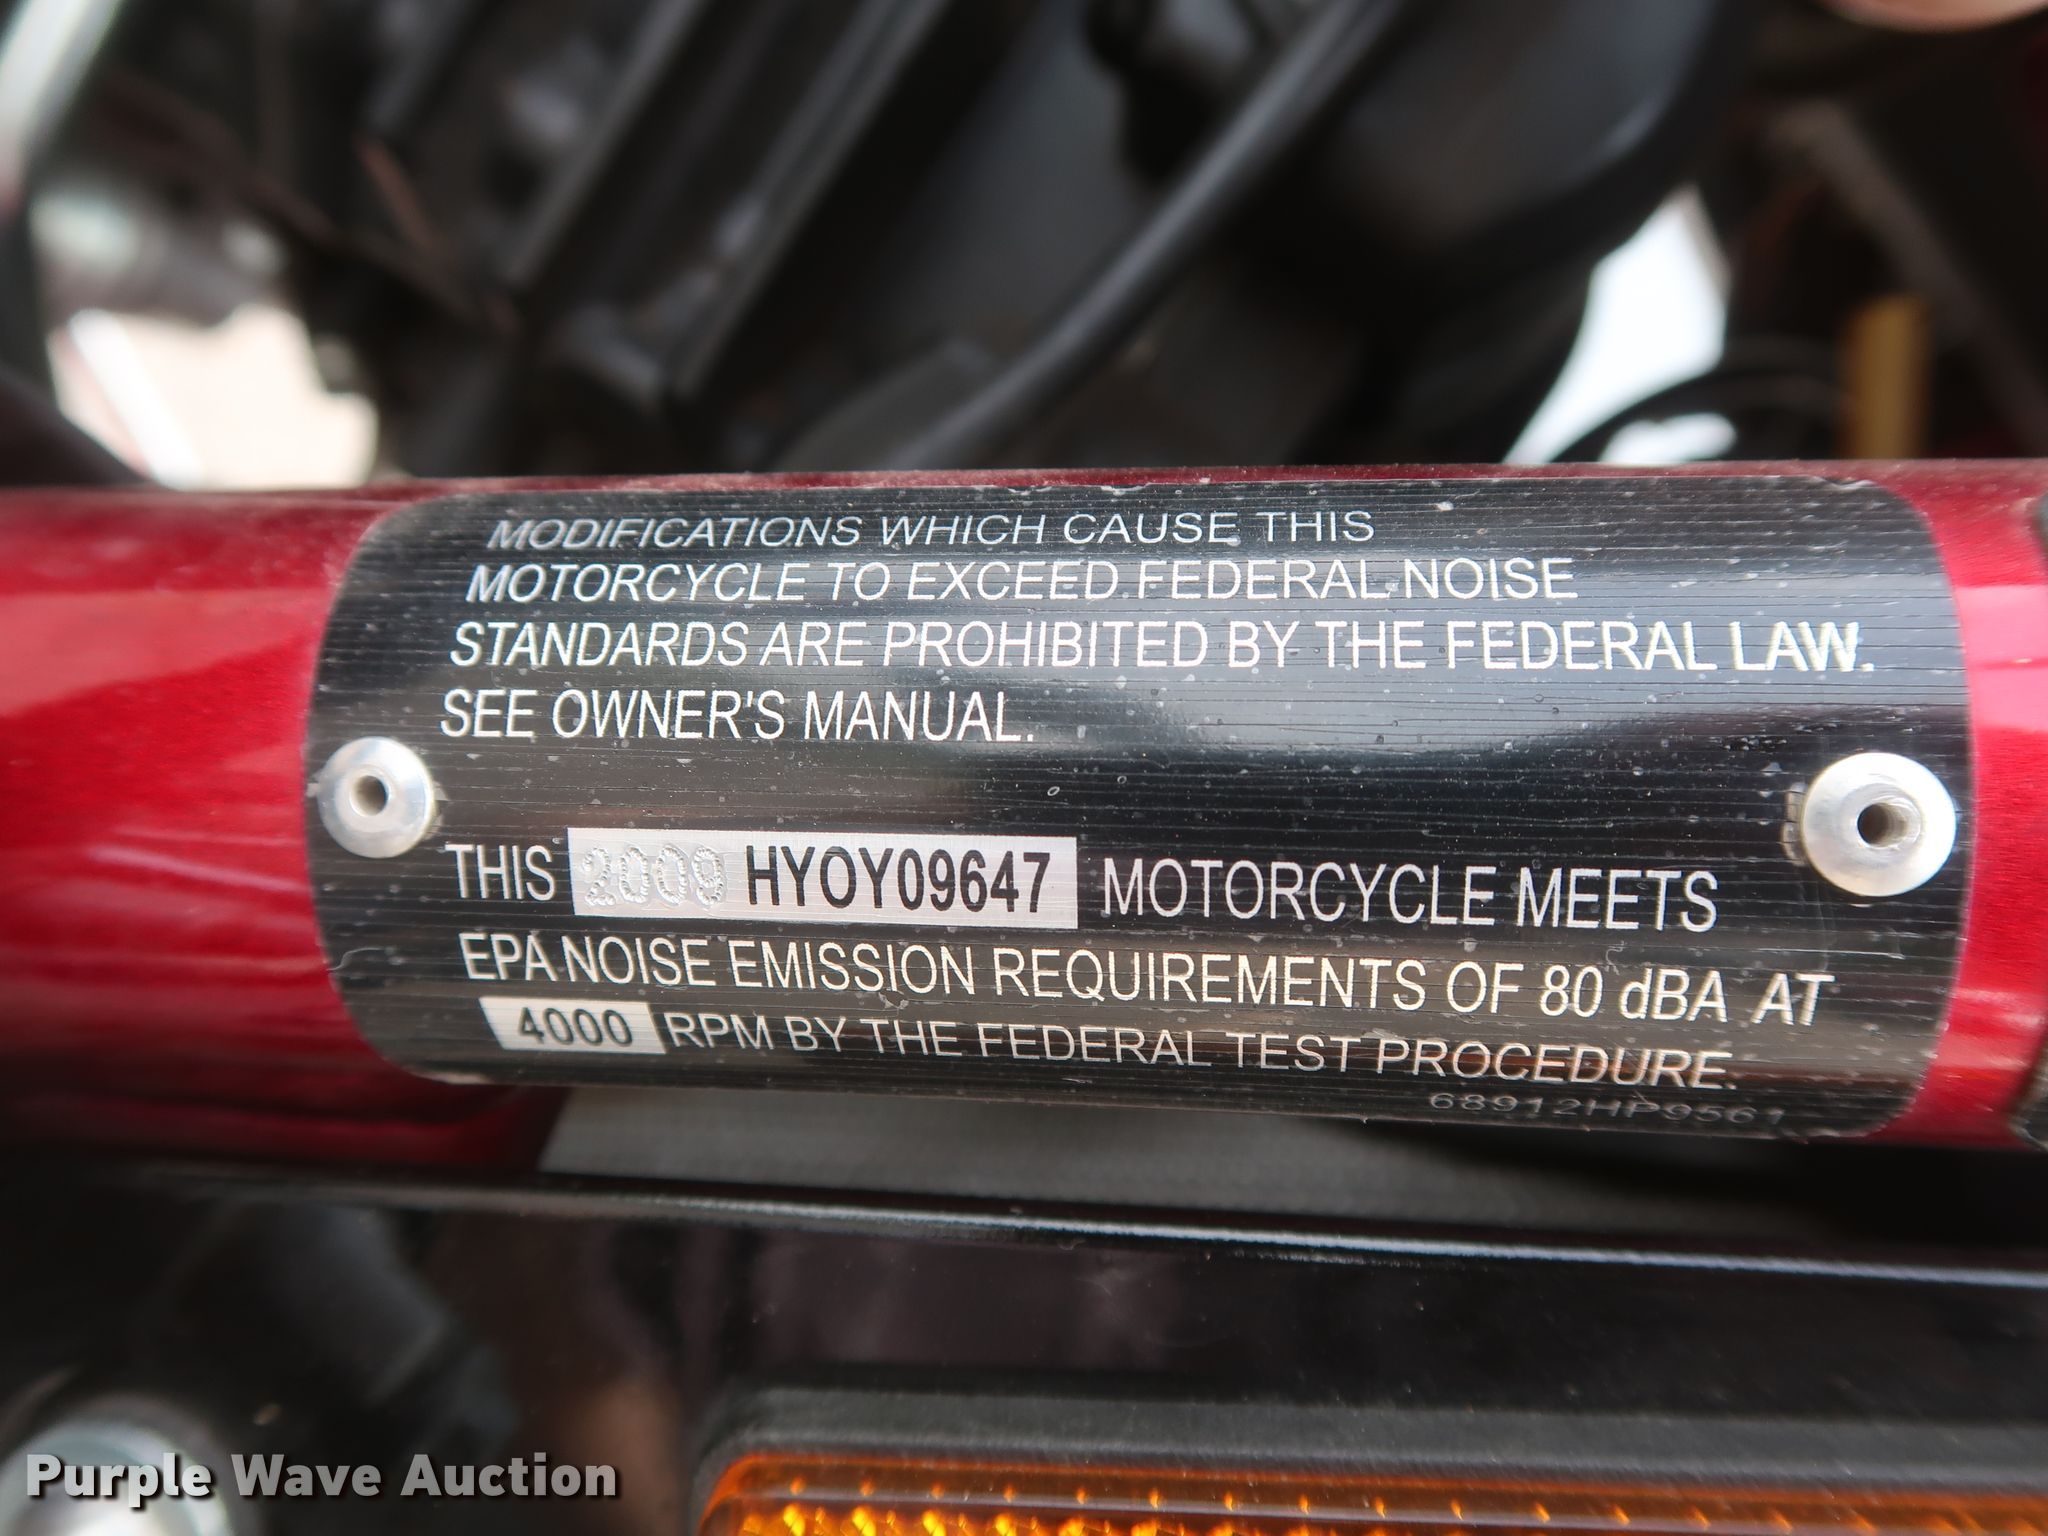 MODIFICATIONS WHICH CAUSE THIS
MOTORCYCLE TO EXCEED FEDERAL NOISE
STANDARDS ARE PROHIBITED BY THE FEDERAL LAW.
SEE OWNER'S MANUAL.
THIS 2009 HYOY09647 MOTORCYCLE MEETS
EPA NOISE EMISSION REQUIREMENTS OF 80 dBA AT
4000 RPM BY THE FEDERAL TEST PROCEDURE.
68912HP9561
Purple Wave Auction